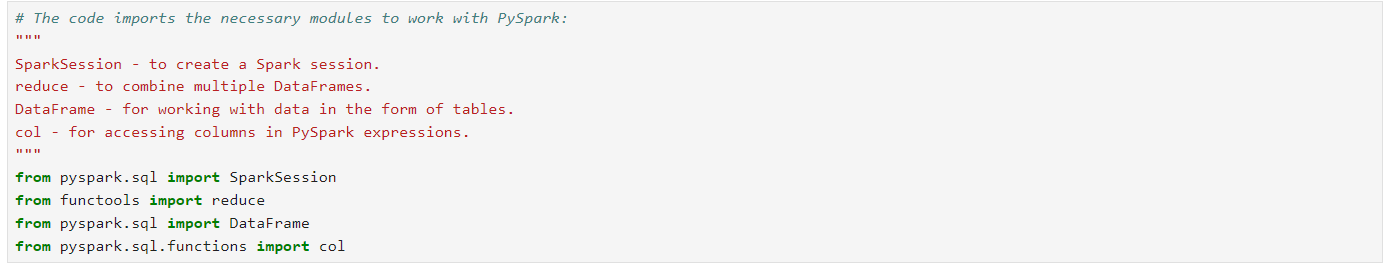 # The code imports the necessary modules to work with PySpark:
"""
SparkSession - to create a Spark session.
reduce - to combine multiple DataFrames.
DataFrame - for working with data in the form of tables.
col - for accessing columns in PySpark expressions.
"""
from pyspark.sql import SparkSession
from functools import reduce
from pyspark.sql import DataFrame
from pyspark.sql.functions import col